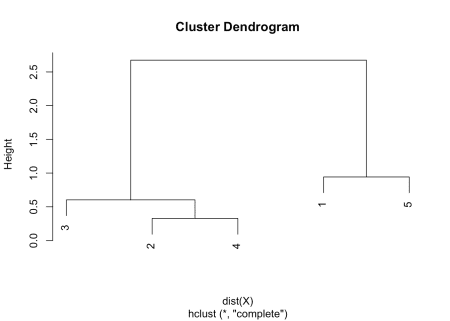 Cluster Dendrogram
Height
2.5
2.0
1.5
1.0
0.5
0.0
3
2
4
1
5
dist(X)
hclust (*, "complete")